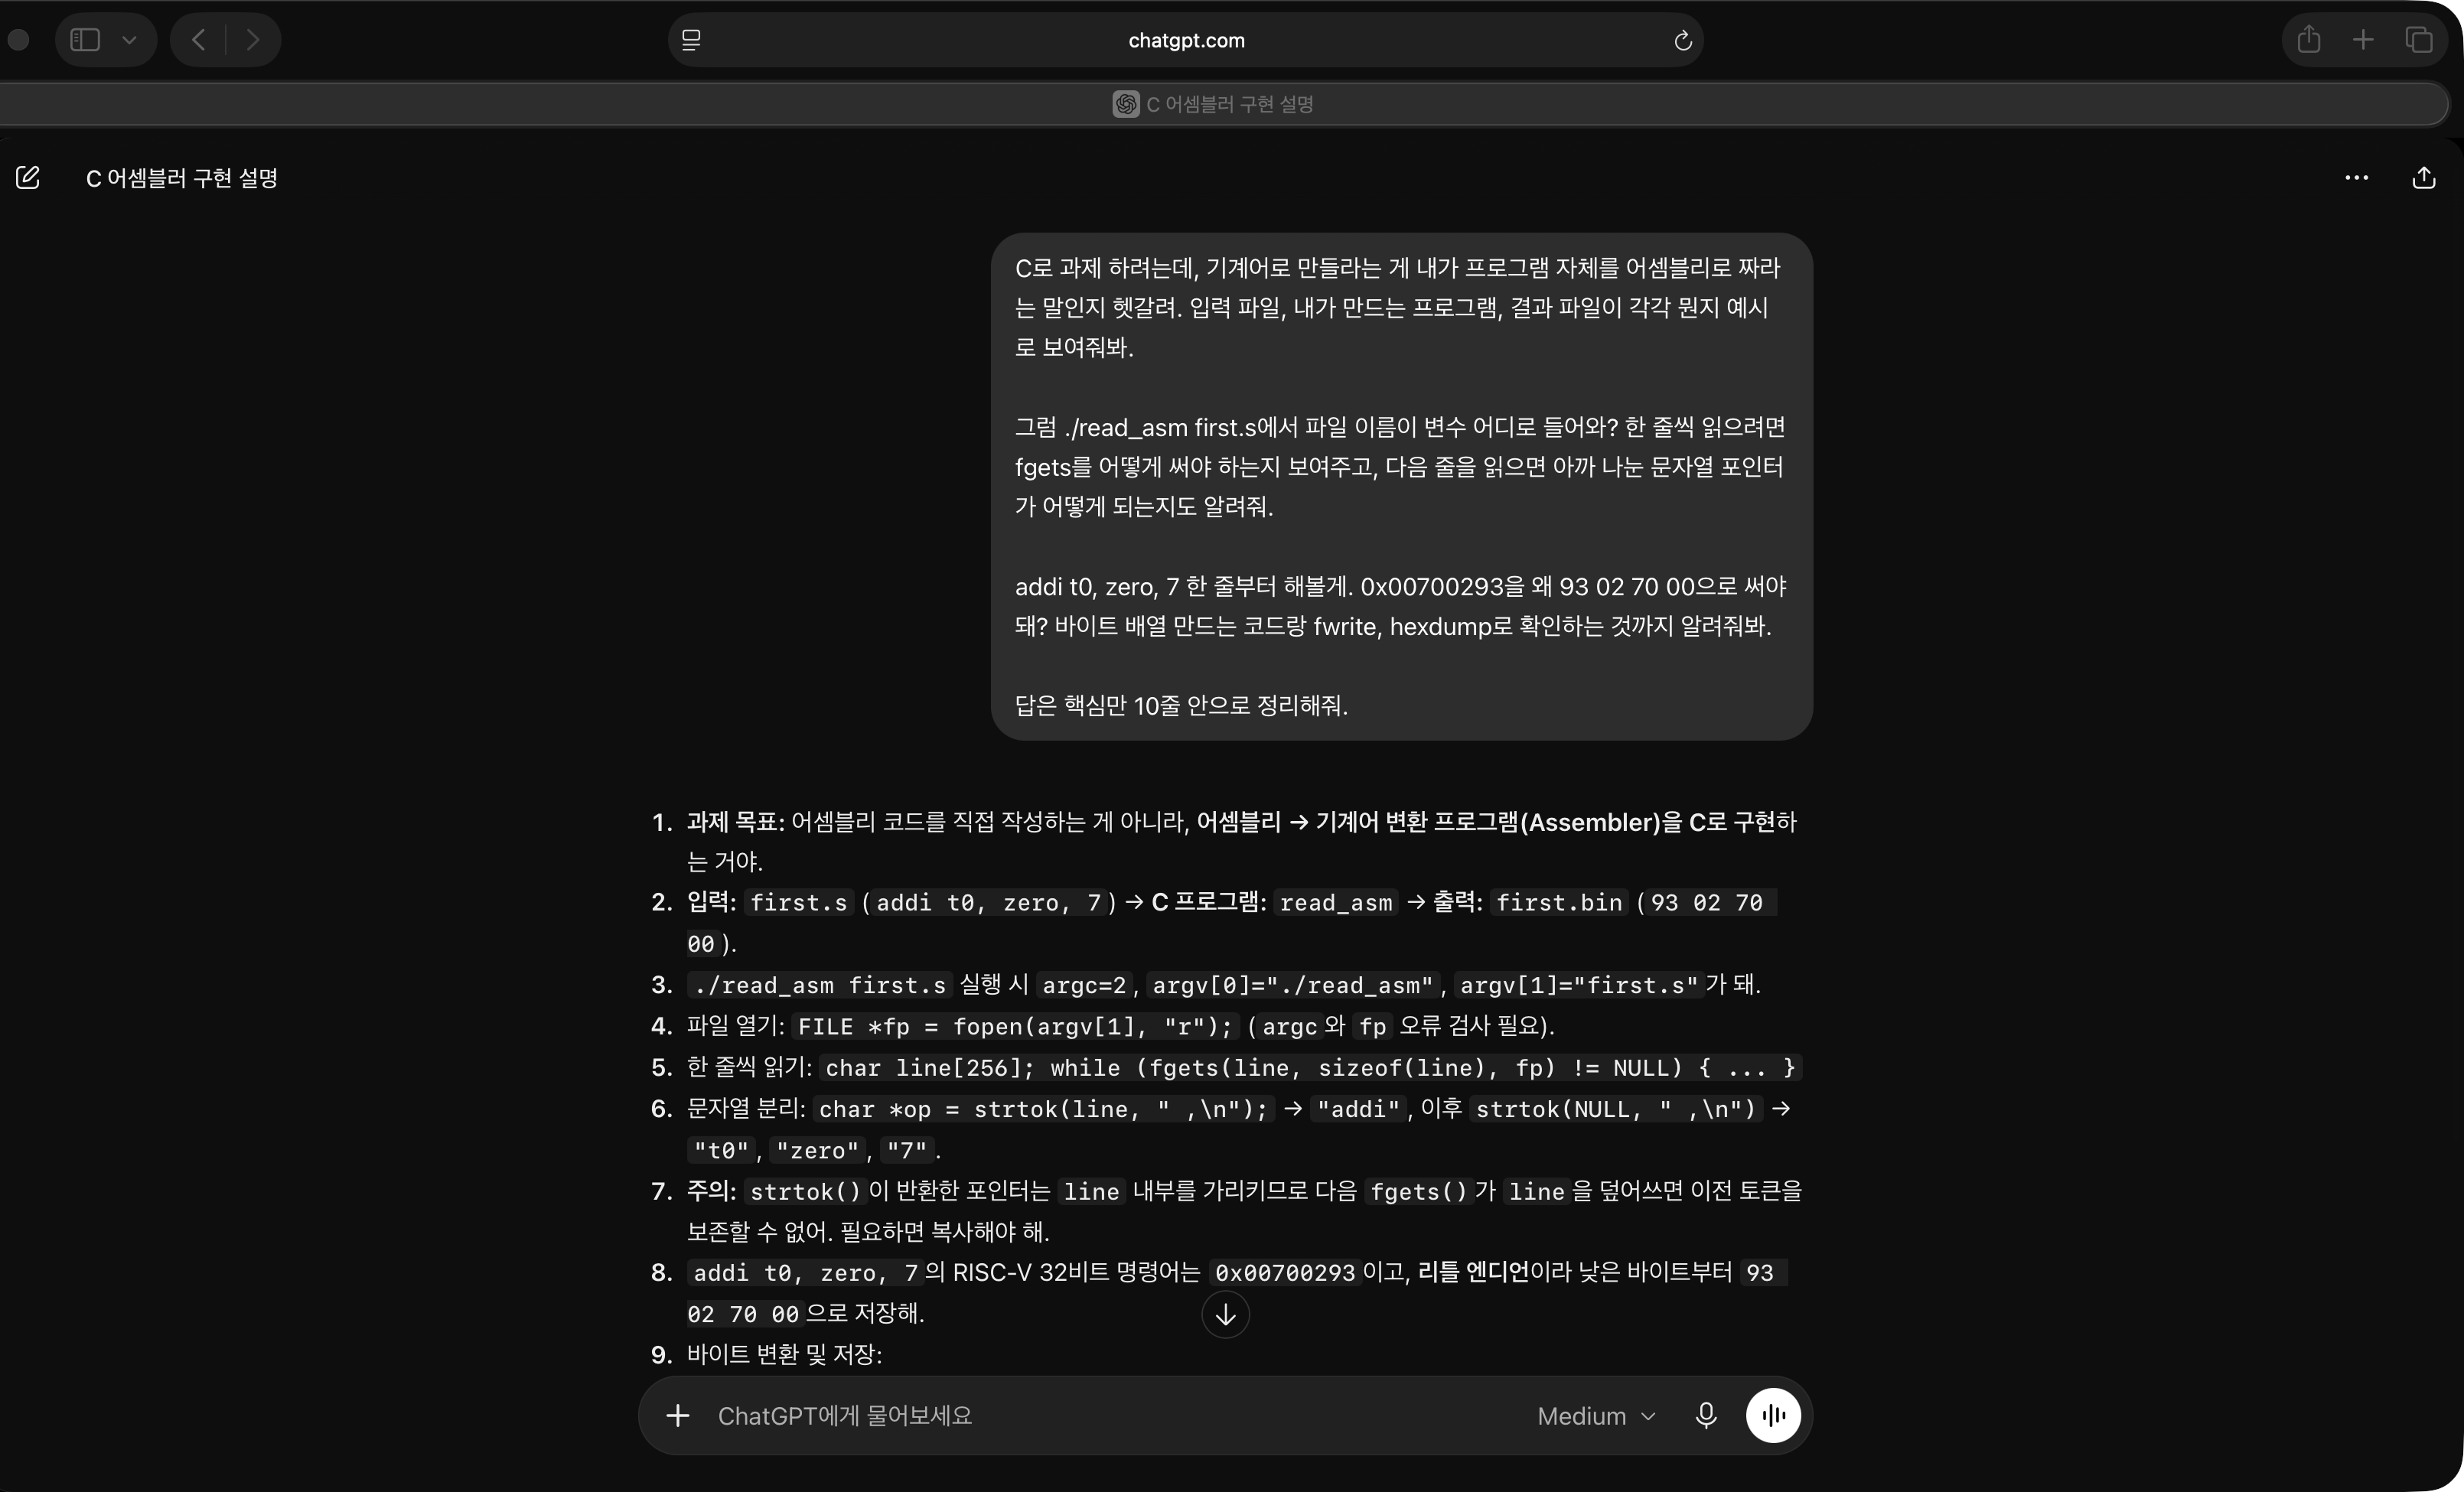 chatgpt.com
C 어셈블러 구현 설명
C 어셈블러 구현 설명
C로 과제 하려는데, 기계어로 만들라는 게 내가 프로그램 자체를 어셈블리로 짜라
는 말인지 헷갈려. 입력 파일, 내가 만드는 프로그램, 결과 파일이 각각 뭔지 예시
로 보여줘봐.
그럼 ./read_asm first.s에서 파일 이름이 변수 어디로 들어와? 한 줄씩 읽으려면
fgets를 어떻게 써야 하는지 보여주고, 다음 줄을 읽으면 아까 나눈 문자열 포인터
가 어떻게 되는지도 알려줘.
addi t0, zero, 7 한 줄부터 해볼게. 0x00700293을 왜 93 02 70 00으로 써야
돼? 바이트 배열 만드는 코드랑 fwrite, hexdump로 확인하는 것까지 알려줘봐.
답은 핵심만 10줄 안으로 정리해줘.
1. 과제 목표: 어셈블리 코드를 직접 작성하는 게 아니라, 어셈블리 → 기계어 변환 프로그램(Assembler)을 C로 구현하
는 거야.
2. 입력: first.s (addi t0, zero, 7) → C 프로그램: read_asm → 출력: first.bin (93 02 70
00).
3. ./read_asm first.s 실행 시 argc=2, argv[0]="./read_asm", argv[1]="first.s"가 돼.
4. 파일 열기: FILE *fp = fopen(argv[1], "r"); (argc와 fp 오류 검사 필요).
5. 한 줄씩 읽기: char line[256]; while (fgets(line, sizeof(line), fp) != NULL) { ... }
6. 문자열 분리: char *op = strtok(line, " ,\n"); → "addi", 이후 strtok(NULL, " ,\n") →
"t0", "zero", "7".
7. 주의: strtok()이 반환한 포인터는 line 내부를 가리키므로 다음 fgets()가 line을 덮어쓰면 이전 토큰을
보존할 수 없어. 필요하면 복사해야 해.
8. addi t0, zero, 7의 RISC-V 32비트 명령어는 0x00700293이고, 리틀 엔디언이라 낮은 바이트부터 93
02 70 00으로 저장해.
9. 바이트 변환 및 저장:
ChatGPT에게 물어보세요
Medium